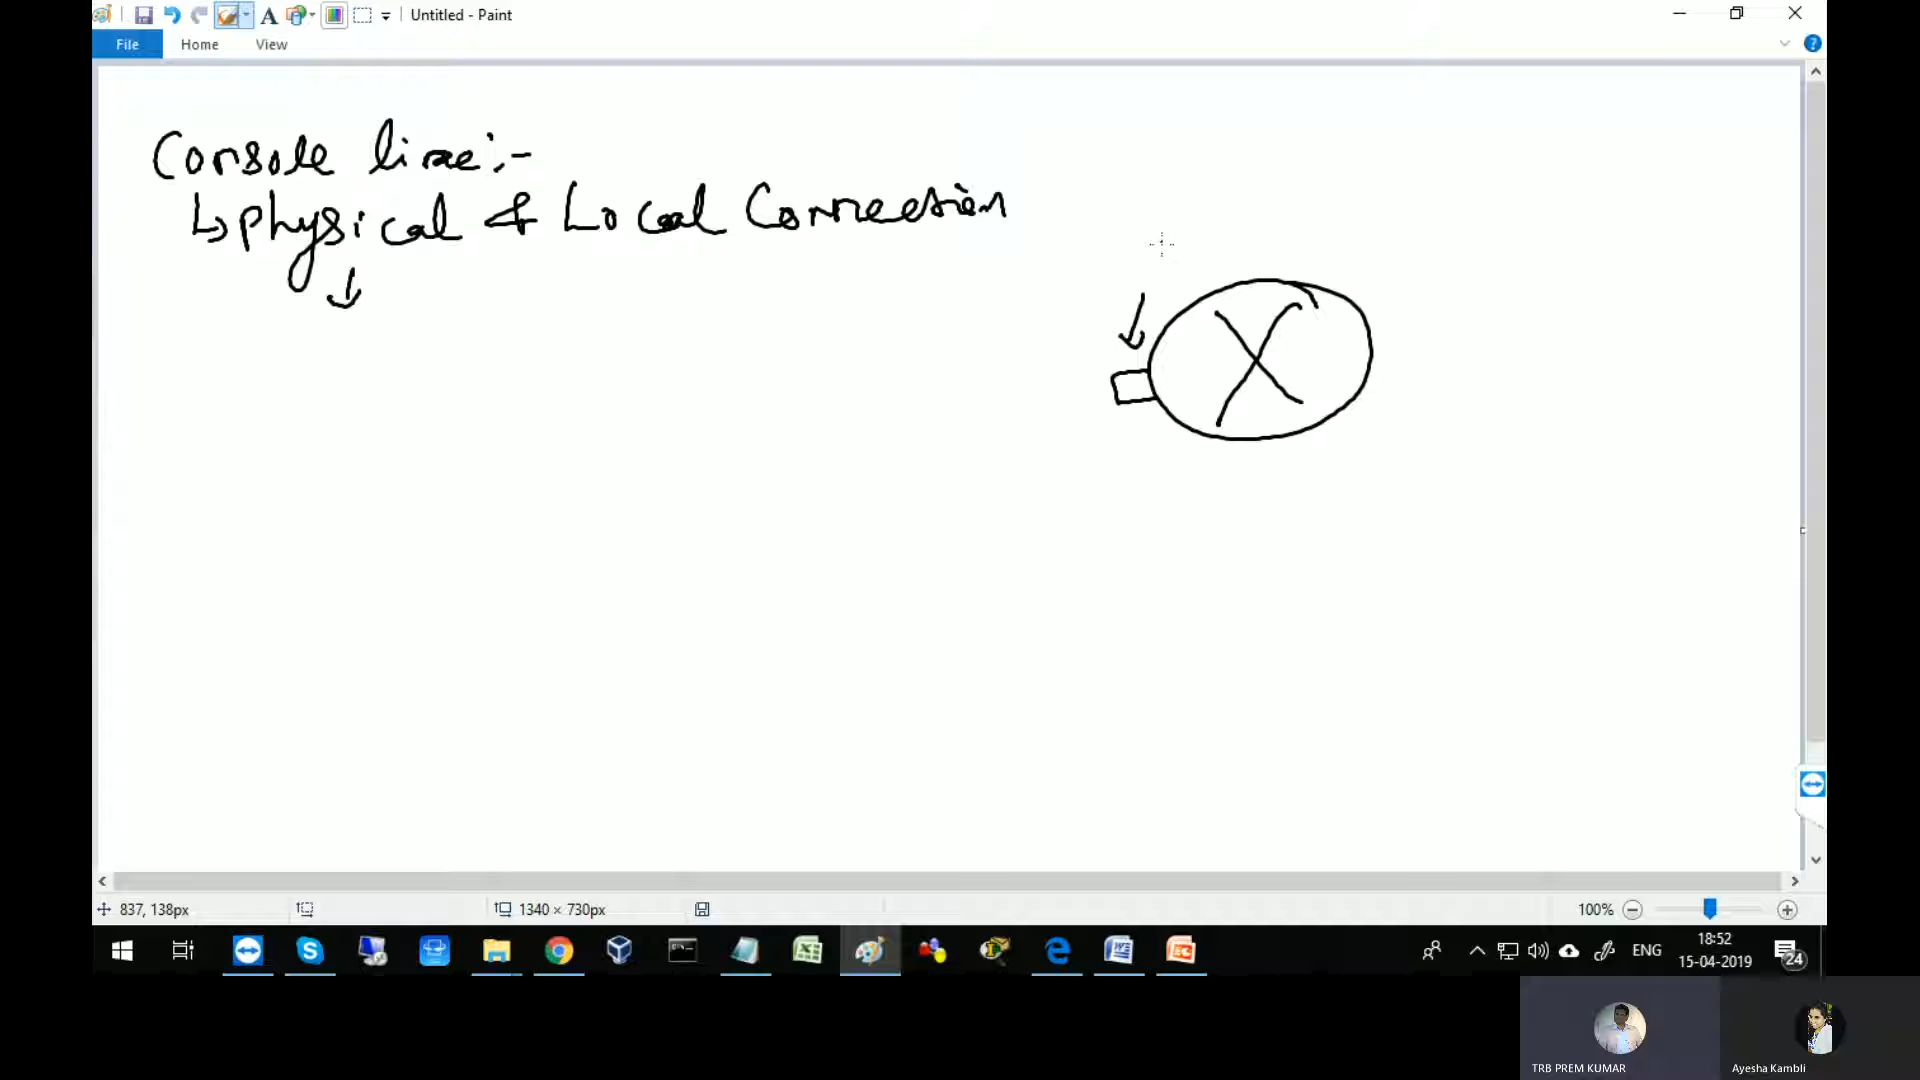 Untitled - Paint
File Home View
Console line:-
↳ physical & Local Connection
837, 138px 1340 × 730px 100%
18:52
ENG
15-04-2019
24
TRB PREM KUMAR Ayesha Kambli